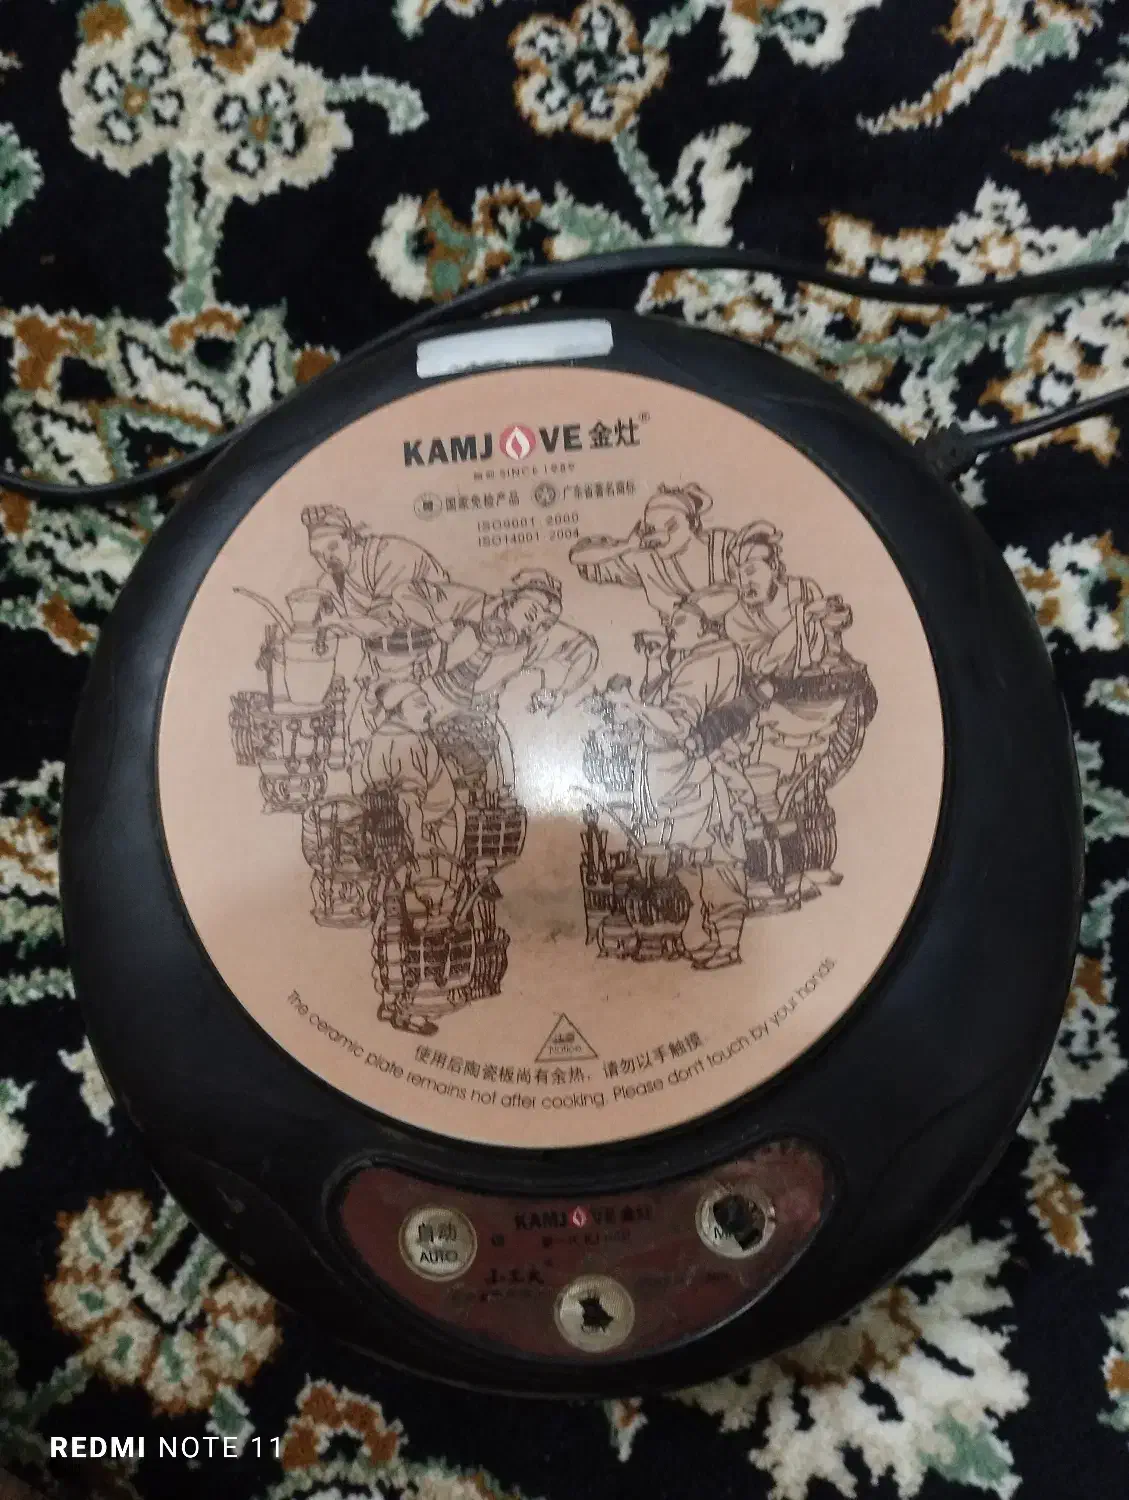 KAMJOVE金灶®
SINCE 1989
国家免检产品 广东省著名商标
ISO9001:2000
ISO14001:2004
Notice
使用后陶瓷板尚有余热,请勿以手触摸
The ceramic plate remains hot after cooking. Please don't touch by your hands.
KAMJOVE金灶
自动
AUTO
REDMI NOTE 11